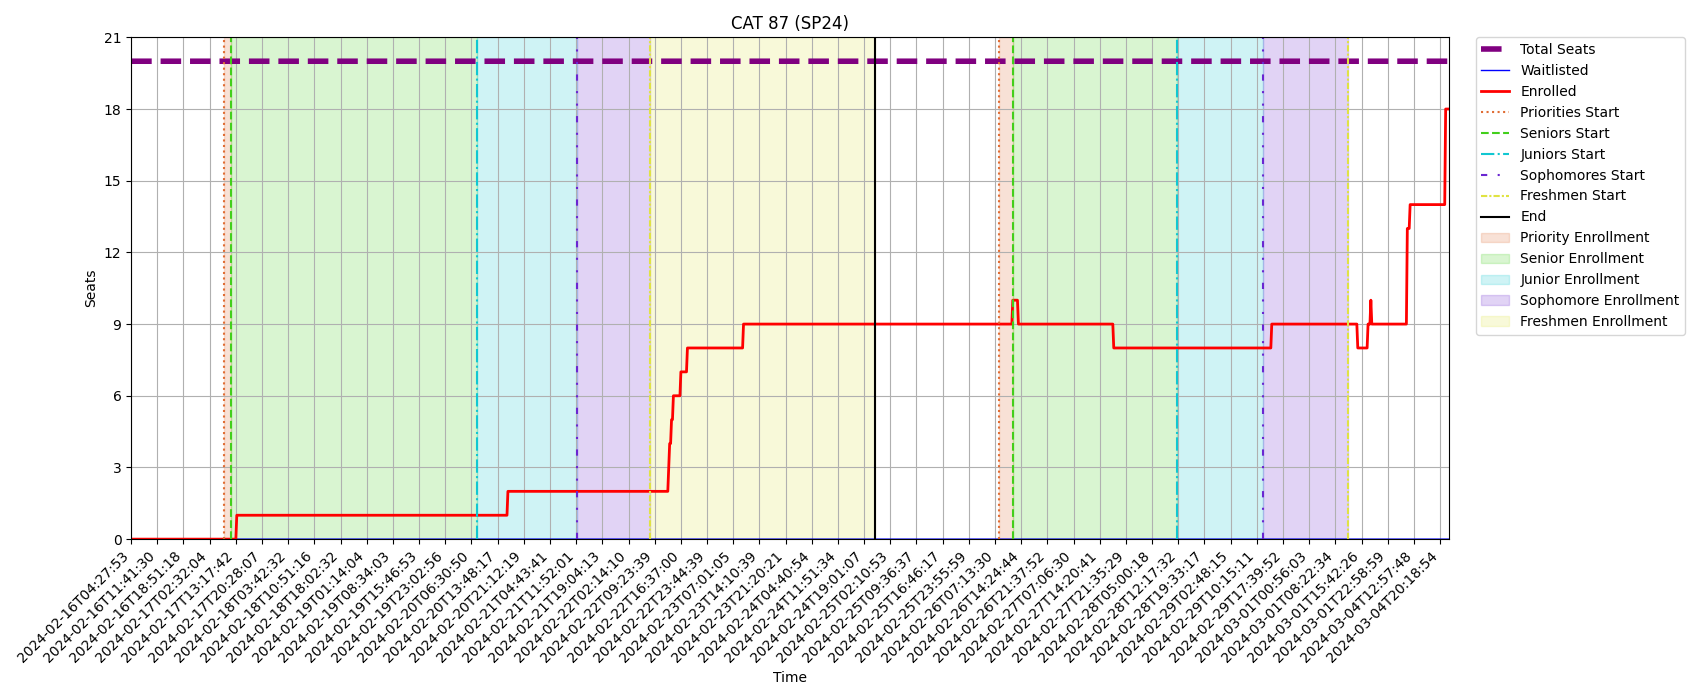 CAT 87 (SP24)
Seats
21
18
15
12
9
6
3
0
2024-02-16T04:27:53
2024-02-16T11:41:30
2024-02-16T18:51:18
2024-02-17T02:32:04
2024-02-17T13:17:42
2024-02-17T20:28:07
2024-02-18T03:42:32
2024-02-18T10:51:16
2024-02-18T18:02:32
2024-02-19T01:14:04
2024-02-19T08:34:03
2024-02-19T15:46:53
2024-02-19T23:02:56
2024-02-20T06:30:50
2024-02-20T13:48:17
2024-02-20T21:12:19
2024-02-21T04:43:41
2024-02-21T11:52:01
2024-02-21T19:04:13
2024-02-22T02:14:10
2024-02-22T09:23:39
2024-02-22T16:37:00
2024-02-22T23:44:39
2024-02-23T07:01:05
2024-02-23T14:10:39
2024-02-23T21:20:21
2024-02-24T04:40:54
2024-02-24T11:51:34
2024-02-24T19:01:07
2024-02-25T02:10:53
2024-02-25T09:36:37
2024-02-25T16:46:17
2024-02-25T23:55:59
2024-02-26T07:13:30
2024-02-26T14:24:44
2024-02-26T21:37:52
2024-02-27T07:06:30
2024-02-27T14:20:41
2024-02-27T21:35:29
2024-02-28T05:00:18
2024-02-28T12:17:32
2024-02-28T19:33:17
2024-02-29T02:48:15
2024-02-29T10:15:11
2024-02-29T17:39:52
2024-03-01T00:56:03
2024-03-01T08:22:34
2024-03-01T15:42:26
2024-03-01T22:58:59
2024-03-04T12:57:48
2024-03-04T20:18:54
Time
Total Seats
Waitlisted
Enrolled
Priorities Start
Seniors Start
Juniors Start
Sophomores Start
Freshmen Start
End
Priority Enrollment
Senior Enrollment
Junior Enrollment
Sophomore Enrollment
Freshmen Enrollment